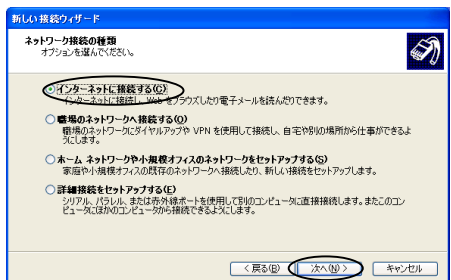 新しい接続ウィザード
ネットワーク接続の種類
オプションを選んでください。
インターネットに接続する(C)
インターネットに接続し、Web をブラウズしたり電子メールを読んだりできます。
職場のネットワークへ接続する(O)
職場のネットワークにダイヤルアップや VPN を使用して接続し、自宅や別の場所から仕事ができるよ
うにします。
ホーム ネットワークや小規模オフィスのネットワークをセットアップする(S)
家庭や小規模オフィスの既存のネットワークへ接続したり、新しい接続をセットアップします。
詳細接続をセットアップする(E)
シリアル、パラレル、または赤外線ポートを使用して別のコンピュータに直接接続します。またこのコン
ピュータにほかのコンピュータから接続できるようにします。
< 戻る(B) 次へ(N) > キャンセル